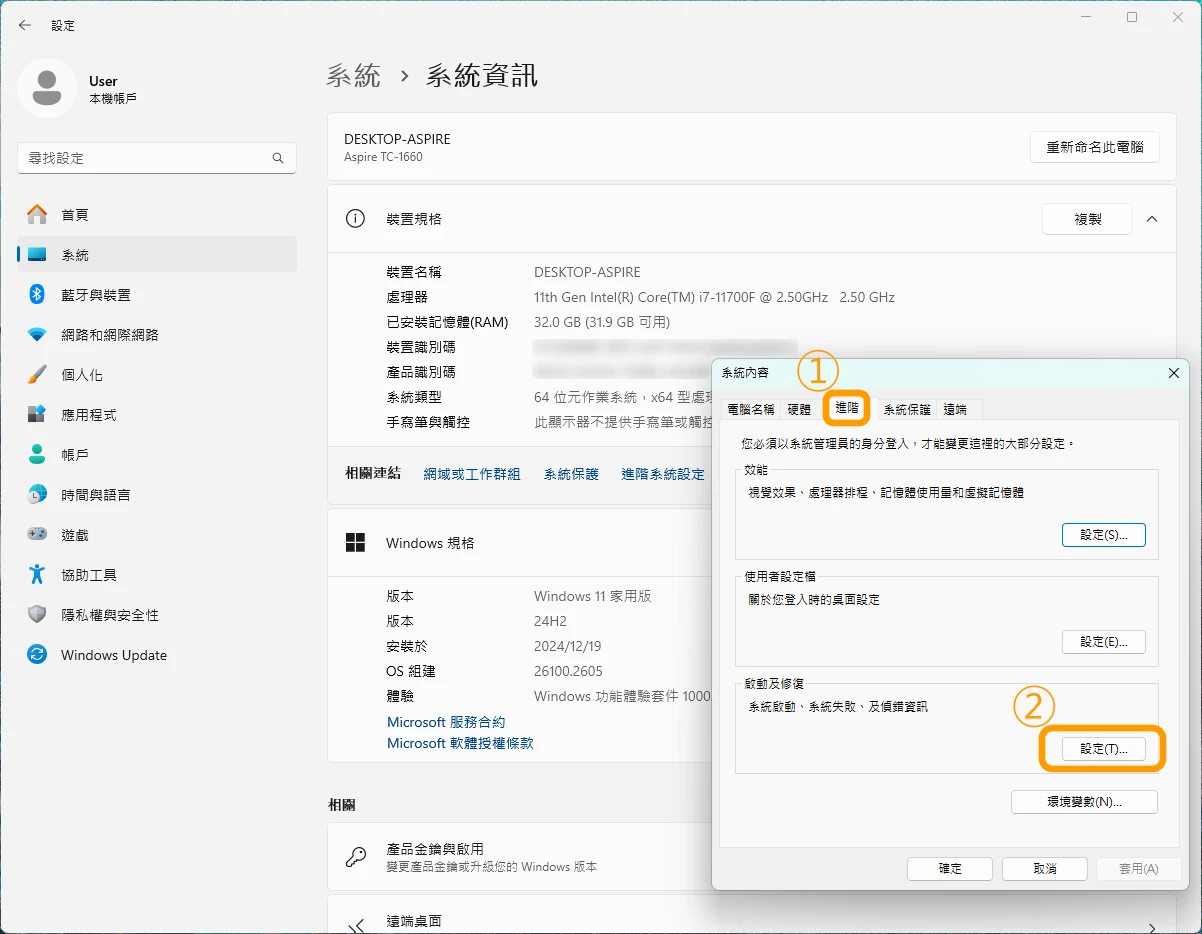 設定
User
本機帳戶
尋找設定
首頁
系統
藍牙與裝置
網路和網際網路
個人化
應用程式
帳戶
時間與語言
遊戲
協助工具
隱私權與安全性
Windows Update
系統 › 系統資訊
DESKTOP-ASPIRE
Aspire TC-1660
重新命名此電腦
裝置規格
複製
裝置名稱 DESKTOP-ASPIRE
處理器 11th Gen Intel(R) Core(TM) i7-11700F @ 2.50GHz 2.50 GHz
已安裝記憶體(RAM) 32.0 GB (31.9 GB 可用)
裝置識別碼
產品識別碼
系統類型 64 位元作業系統，x64 型處理
手寫筆與觸控 此顯示器不提供手寫筆或觸控
相關連結 網域或工作群組 系統保護 進階系統設定
Windows 規格
版本 Windows 11 家用版
版本 24H2
安裝於 2024/12/19
OS 組建 26100.2605
體驗 Windows 功能體驗套件 1000.
Microsoft 服務合約
Microsoft 軟體授權條款
相關
產品金鑰與啟用
變更產品金鑰或升級您的 Windows 版本
遠端桌面
系統內容
①
電腦名稱 硬體 進階 系統保護 遠端
您必須以系統管理員的身分登入，才能變更這裡的大部分設定。
效能
視覺效果、處理器排程、記憶體使用量和虛擬記憶體
設定(S)...
使用者設定檔
關於您登入時的桌面設定
設定(E)...
啟動及修復
系統啟動、系統失敗、及偵錯資訊
②
設定(T)...
環境變數(N)...
確定 取消 套用(A)